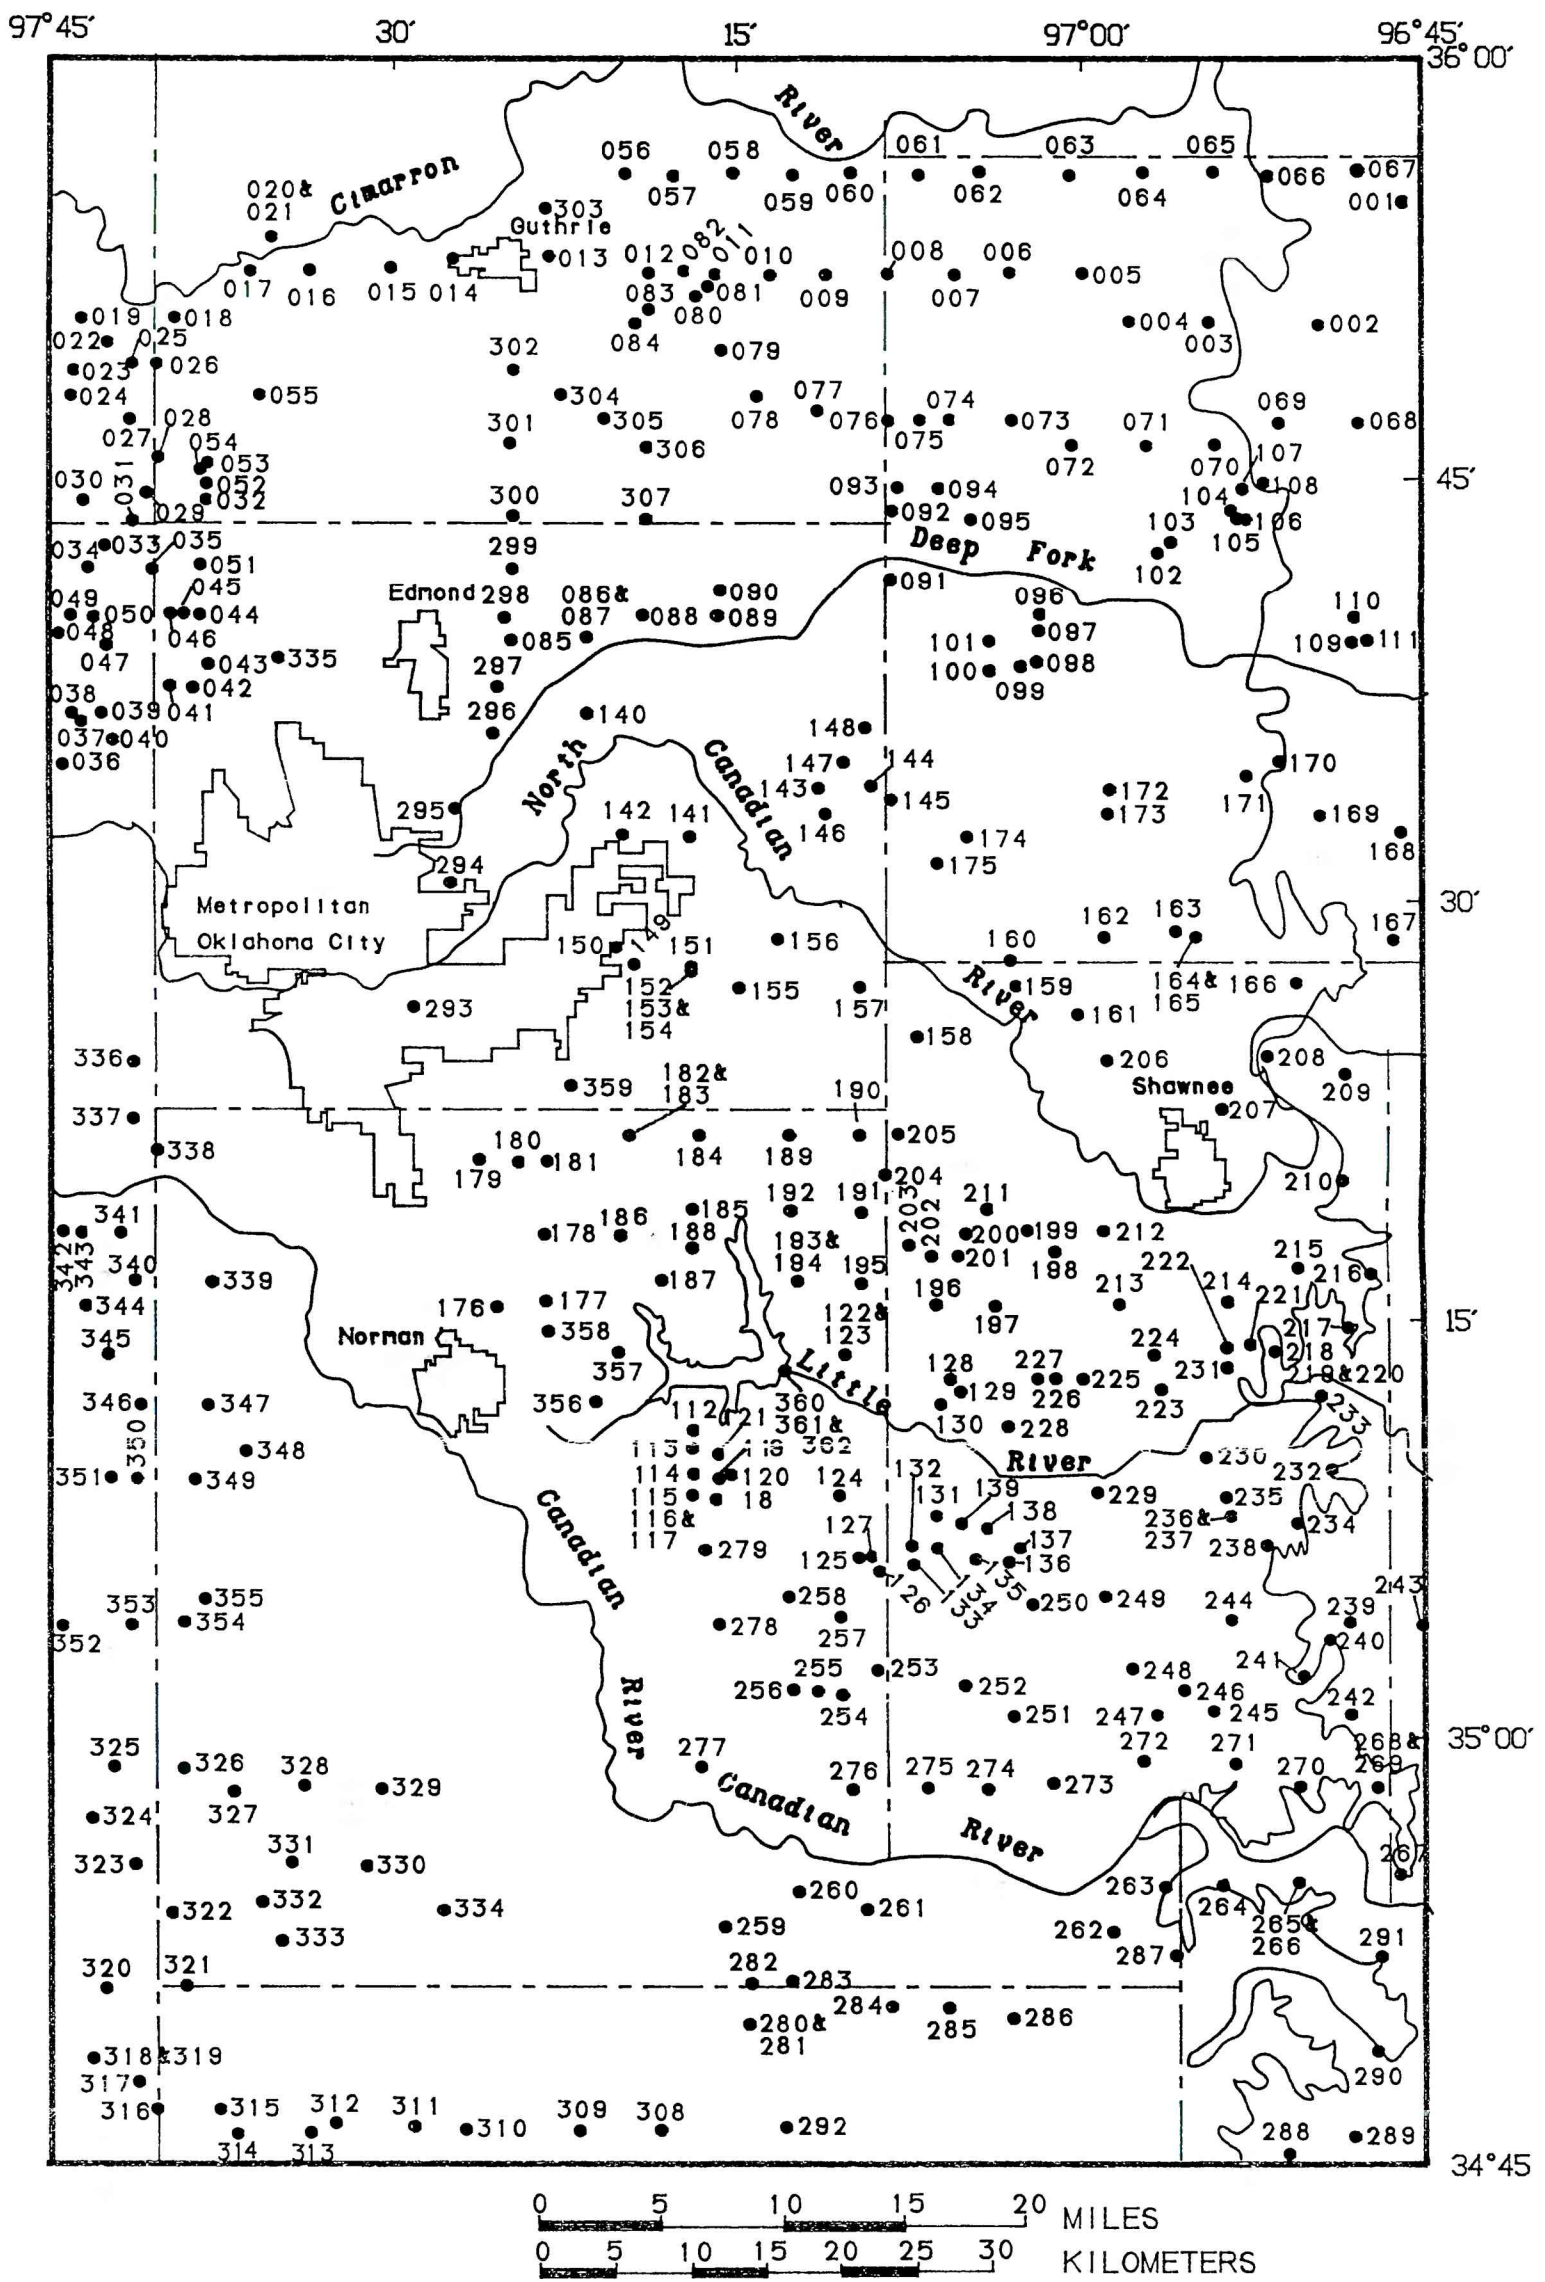 97°45′ 30′ 15′ 97°00′ 96°45′
36°00′
River
Cimarron
056 058 061 063 065 067
057 059 060 062 064 066 001
020&
021
303
Guthrie
013 012 082 011 010 008 006
017 016 015 014 083 081 009 007 005
080
019 018 084 004 003 002
022 025 079
023 026 302
024 055 304 077 074 069
028 305 078 076 075 073 071 068
027 054 301 306 072 070 107
053
030 031 052 093 094 104 108 45′
032 300 307 092 103 106
029 095 105
034 033 035 299 Deep Fork 102
051 091
049 045 Edmond 298 086& 090 096 110
050 044 087 088 089
048 046 085 101 097 109 111
047 043 335 297 100 098
042 099
038 039 041 296 140 148
037 040 North Canadian
036 147 144 170
143 172 171
295 142 141 145 173 169
146 174 168
294 175
Metropolitan 30′
Oklahoma City 162 163 167
150 149 151 156 160
152 155 157 River 159 164& 166
293 153& 165
154 158 161
336 206 208
359 182& Shawnee 209
183 190 207
337
338 180 205
179 181 184 189 204 210
192 191 203 202 211
341 185 200 199 212
342 343 178 186 188 193& 201 222 215
340 194 195 198 216
339 187 196 213 214 221
344 176 177 122& 197
345 Norman 358 123 224 217 15′
357 Little 128 227 231 218
129 226 225 219&220
346 347 356 360 130 223 233
350 112 121 361& 228
348 113 119 362 River 230
351 349 114 120 124 132 232
115 18 131 139 229 235
116& 138 236& 234
117 127 137 237
Canadian 279 125 136 238
355 258 126 133 134 135 250 249 243
353 354 278 257 244 239
352 240
255 253 248 241
River 256 252 246 242
254 251 247 245
325 326 328 277 272 271 268& 35°00′
329 276 275 274 273 270 269
327 Canadian
324 331 River
323 330 267
332 260 263
322 334 261 264
333 259 262 265&
287 266 291
320 321 282 283
284
280& 285 286
281
318&319
317 290
316 315 312 311 309 308
310 292 288 289
314 313
34°45
0 5 10 15 20 MILES
0 5 10 15 20 25 30 KILOMETERS